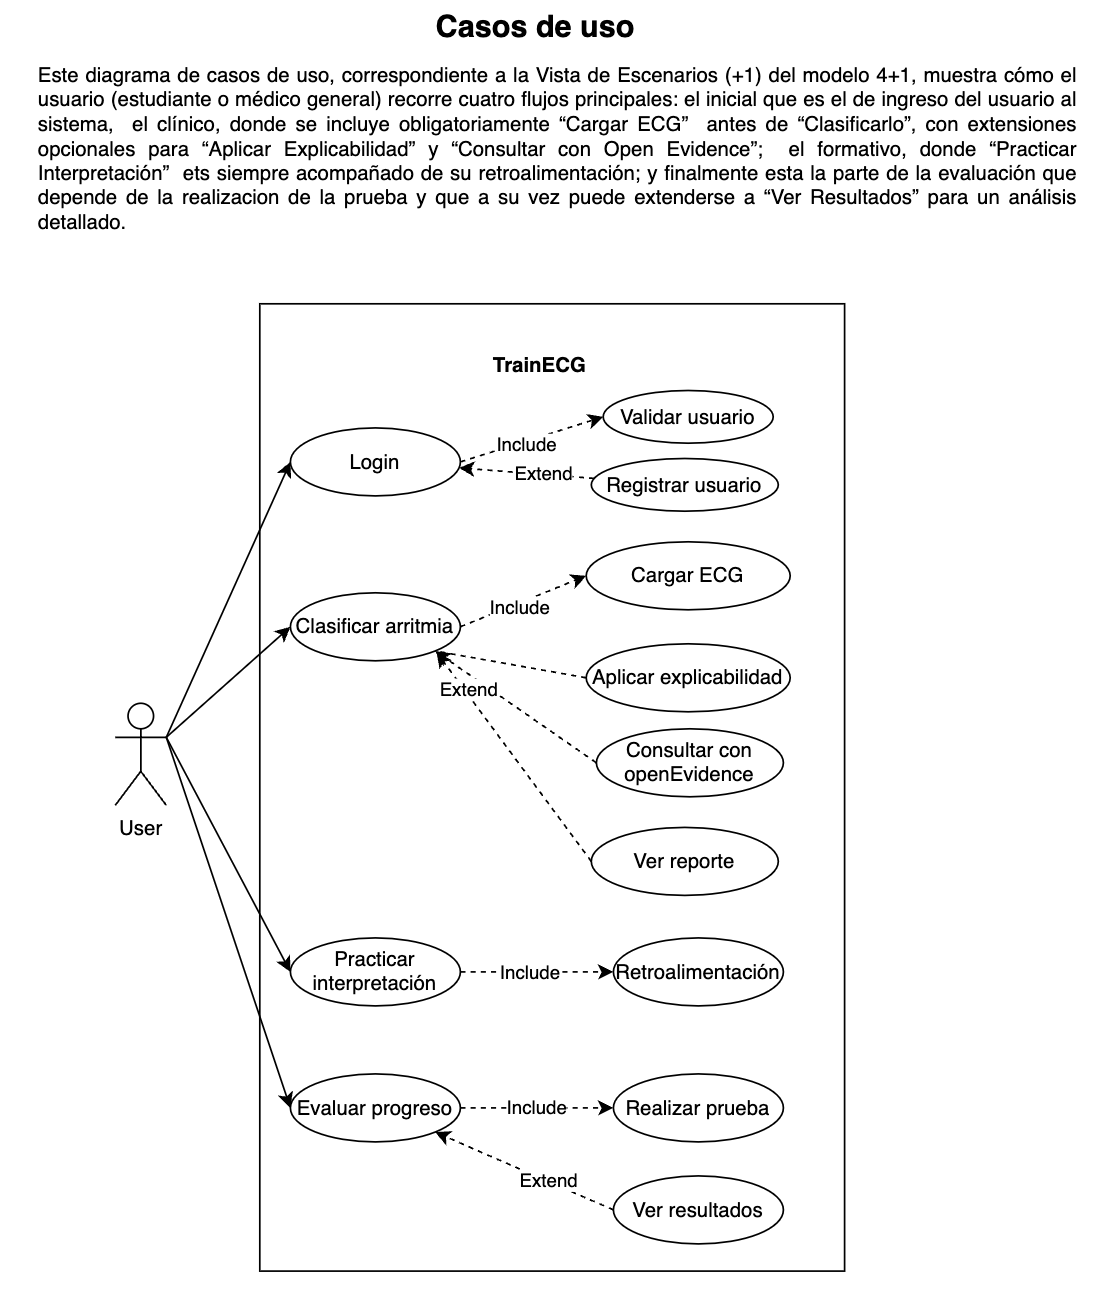 Casos de uso
Este diagrama de casos de uso, correspondiente a la Vista de Escenarios (+1) del modelo 4+1, muestra cómo el
usuario (estudiante o médico general) recorre cuatro flujos principales: el inicial que es el de ingreso del usuario al
sistema, el clínico, donde se incluye obligatoriamente “Cargar ECG” antes de “Clasificarlo”, con extensiones
opcionales para “Aplicar Explicabilidad” y “Consultar con Open Evidence”; el formativo, donde “Practicar
Interpretación” ets siempre acompañado de su retroalimentación; y finalmente esta la parte de la evaluación que
depende de la realizacion de la prueba y que a su vez puede extenderse a “Ver Resultados” para un análisis
detallado.
TrainECG
Validar usuario
Include
Login
Extend
Registrar usuario
Cargar ECG
Include
Clasificar arritmia
Aplicar explicabilidad
Extend
Consultar con
openEvidence
User
Ver reporte
Practicar
interpretación
Include
Retroalimentación
Evaluar progreso
Include
Realizar prueba
Extend
Ver resultados